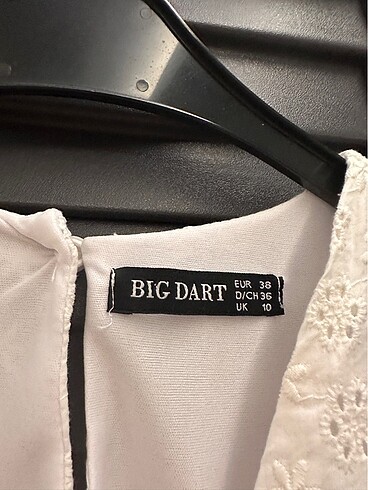 BIG DART
EUR 38
D/CH 36
UK 10